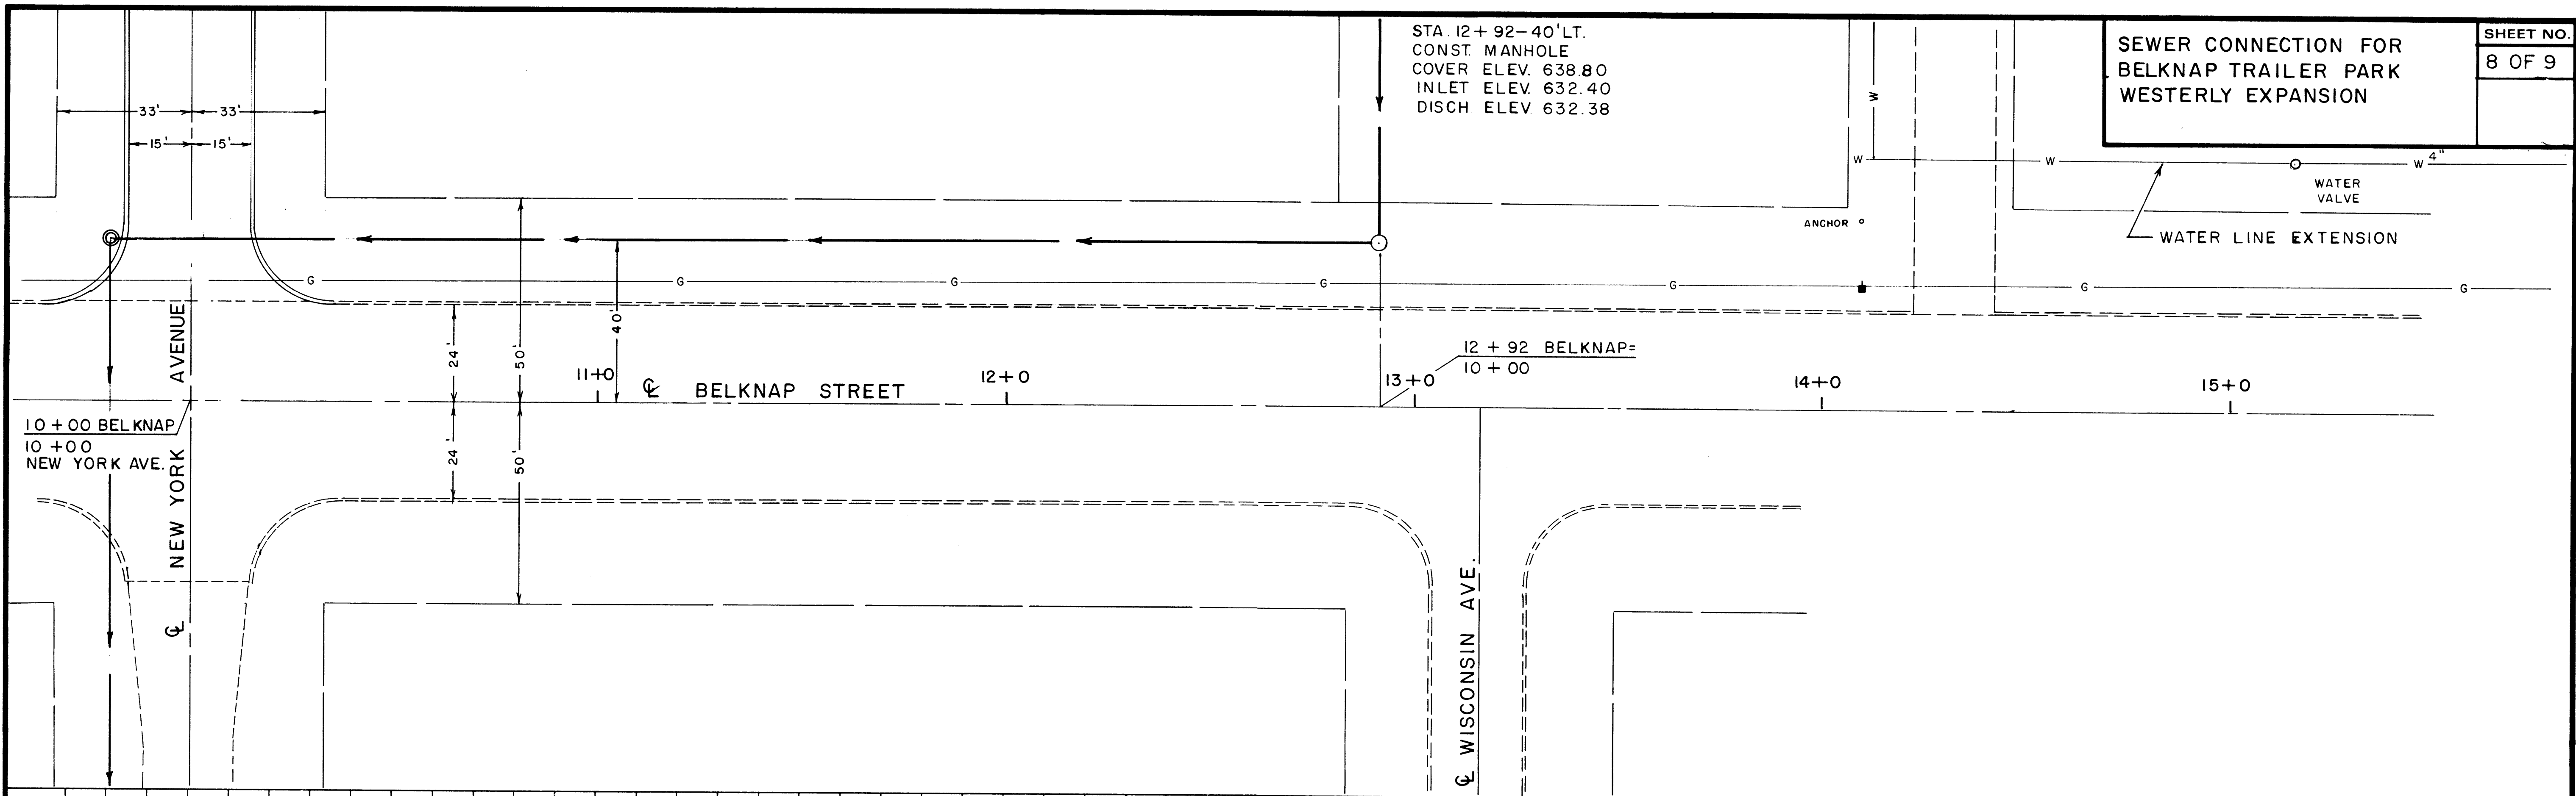 STA. 12 + 92-40' LT.
CONST. MANHOLE
COVER ELEV. 638.80
INLET ELEV. 632.40
DISCH. ELEV. 632.38
SEWER CONNECTION FOR
BELKNAP TRAILER PARK
WESTERLY EXPANSION
SHEET NO.
8 OF 9
33' 33'
15' 15'
W
W W W 4"
WATER
VALVE
ANCHOR
WATER LINE EXTENSION
G G G G G G G
24' 50' 40'
12 + 92 BELKNAP=
10 + 00
11+0 12+0 13+0 14+0 15+0
℄ BELKNAP STREET
10 + 00 BELKNAP
10 + 00
NEW YORK AVE.
℄ NEW YORK AVENUE
24' 50'
℄ WISCONSIN AVE.